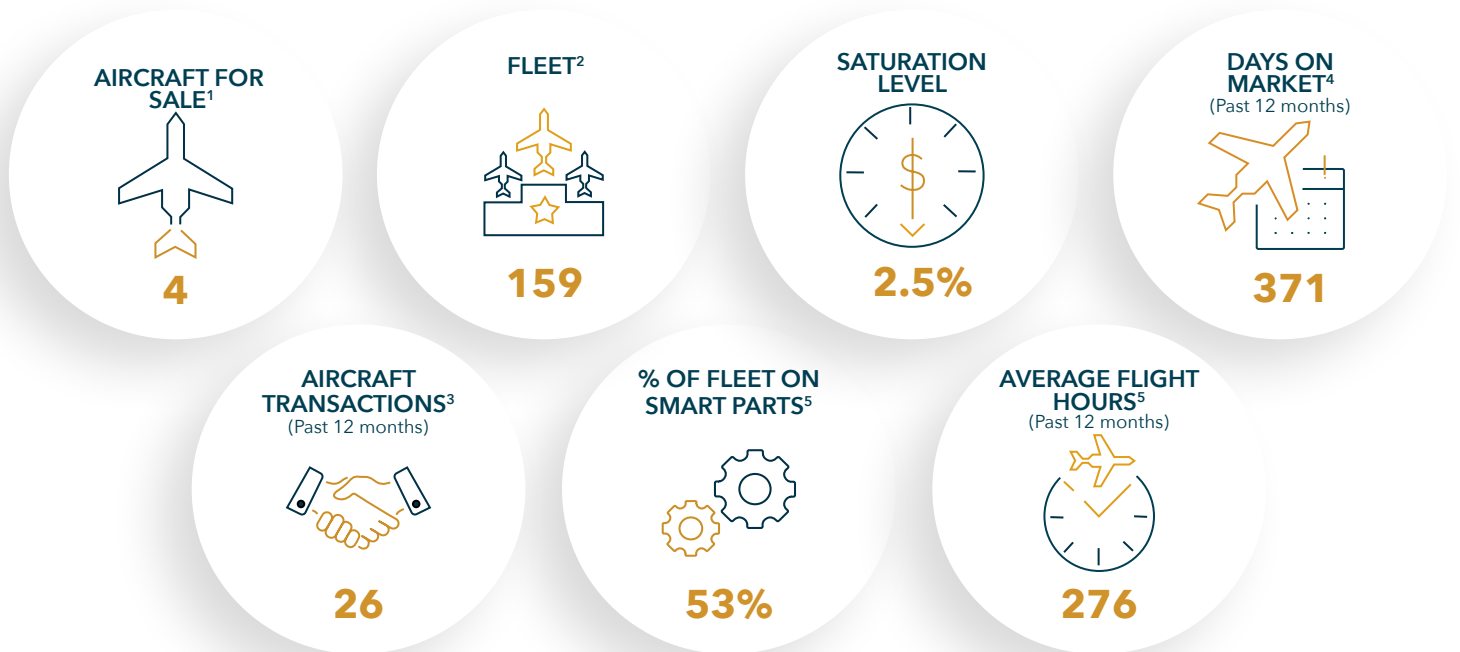 AIRCRAFT FOR
SALE¹
4
FLEET²
159
SATURATION
LEVEL
$
2.5%
DAYS ON
MARKET⁴
(Past 12 months)
371
AIRCRAFT
TRANSACTIONS³
(Past 12 months)
26
% OF FLEET ON
SMART PARTS⁵
53%
AVERAGE FLIGHT
HOURS⁵
(Past 12 months)
276